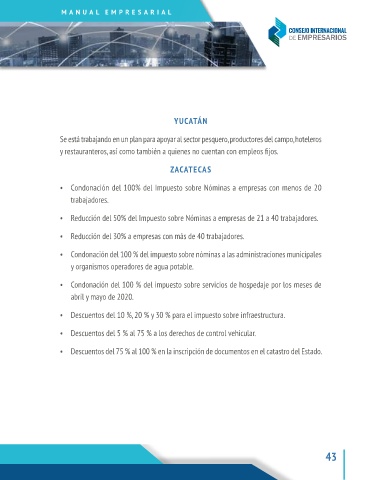 MANUAL EMPRESARIAL
CONSEJO INTERNACIONAL
DE EMPRESARIOS
YUCATÁN
Se está trabajando en un plan para apoyar al sector pesquero, productores del campo, hoteleros
y restauranteros, así como también a quienes no cuentan con empleos fijos.
ZACATECAS
• Condonación del 100% del Impuesto sobre Nóminas a empresas con menos de 20
trabajadores.
• Reducción del 50% del Impuesto sobre Nóminas a empresas de 21 a 40 trabajadores.
• Reducción del 30% a empresas con más de 40 trabajadores.
• Condonación del 100 % del impuesto sobre nóminas a las administraciones municipales
y organismos operadores de agua potable.
• Condonación del 100 % del impuesto sobre servicios de hospedaje por los meses de
abril y mayo de 2020.
• Descuentos del 10 %, 20 % y 30 % para el impuesto sobre infraestructura.
• Descuentos del 5 % al 75 % a los derechos de control vehicular.
• Descuentos del 75 % al 100 % en la inscripción de documentos en el catastro del Estado.
43